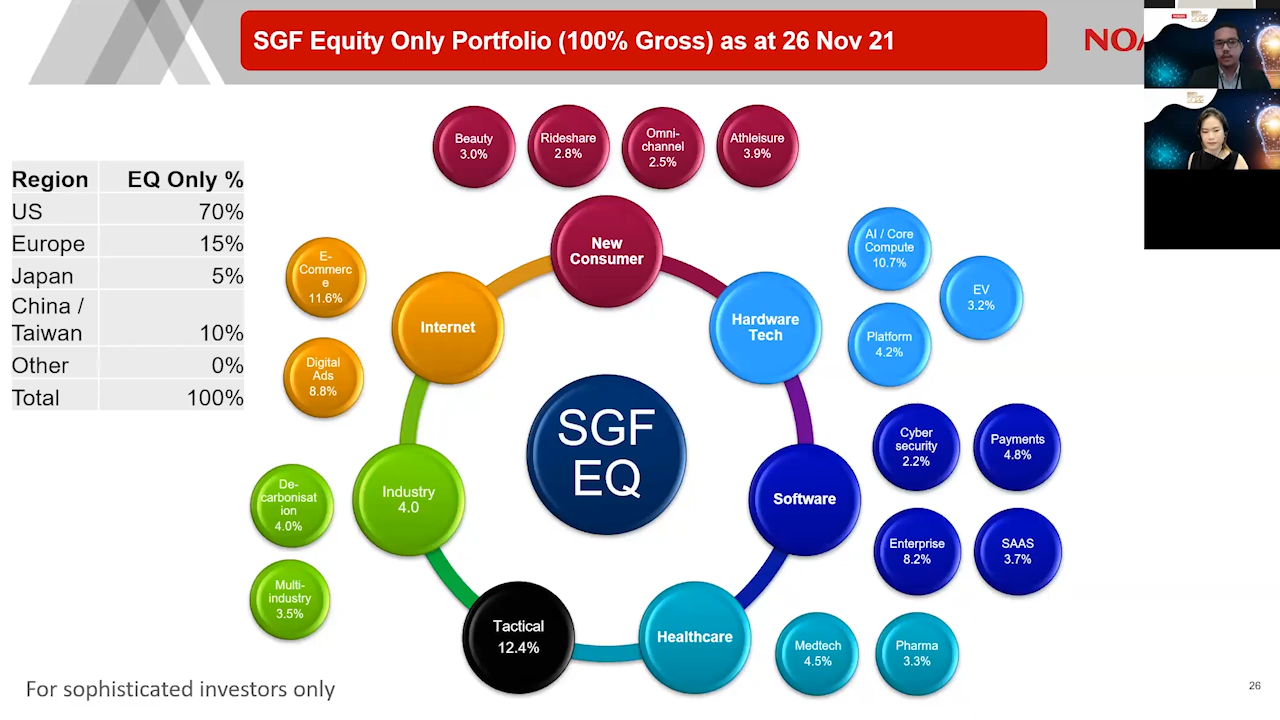 SGF Equity Only Portfolio (100% Gross) as at 26 Nov 21
Region EQ Only %
US 70%
Europe 15%
Japan 5%
China /
Taiwan 10%
Other 0%
Total 100%
Beauty
3.0%
Rideshare
2.8%
Omni-
channel
2.5%
Athleisure
3.9%
New
Consumer
AI / Core
Compute
10.7%
EV
3.2%
Platform
4.2%
Hardware
Tech
E-
Commerc
e
11.6%
Digital
Ads
8.8%
Internet
SGF
EQ
Cyber
security
2.2%
Payments
4.8%
Enterprise
8.2%
SAAS
3.7%
Software
De-
carbonisat
ion
4.0%
Multi-
industry
3.5%
Industry
4.0
Tactical
12.4%
Healthcare
Medtech
4.5%
Pharma
3.3%
For sophisticated investors only
26